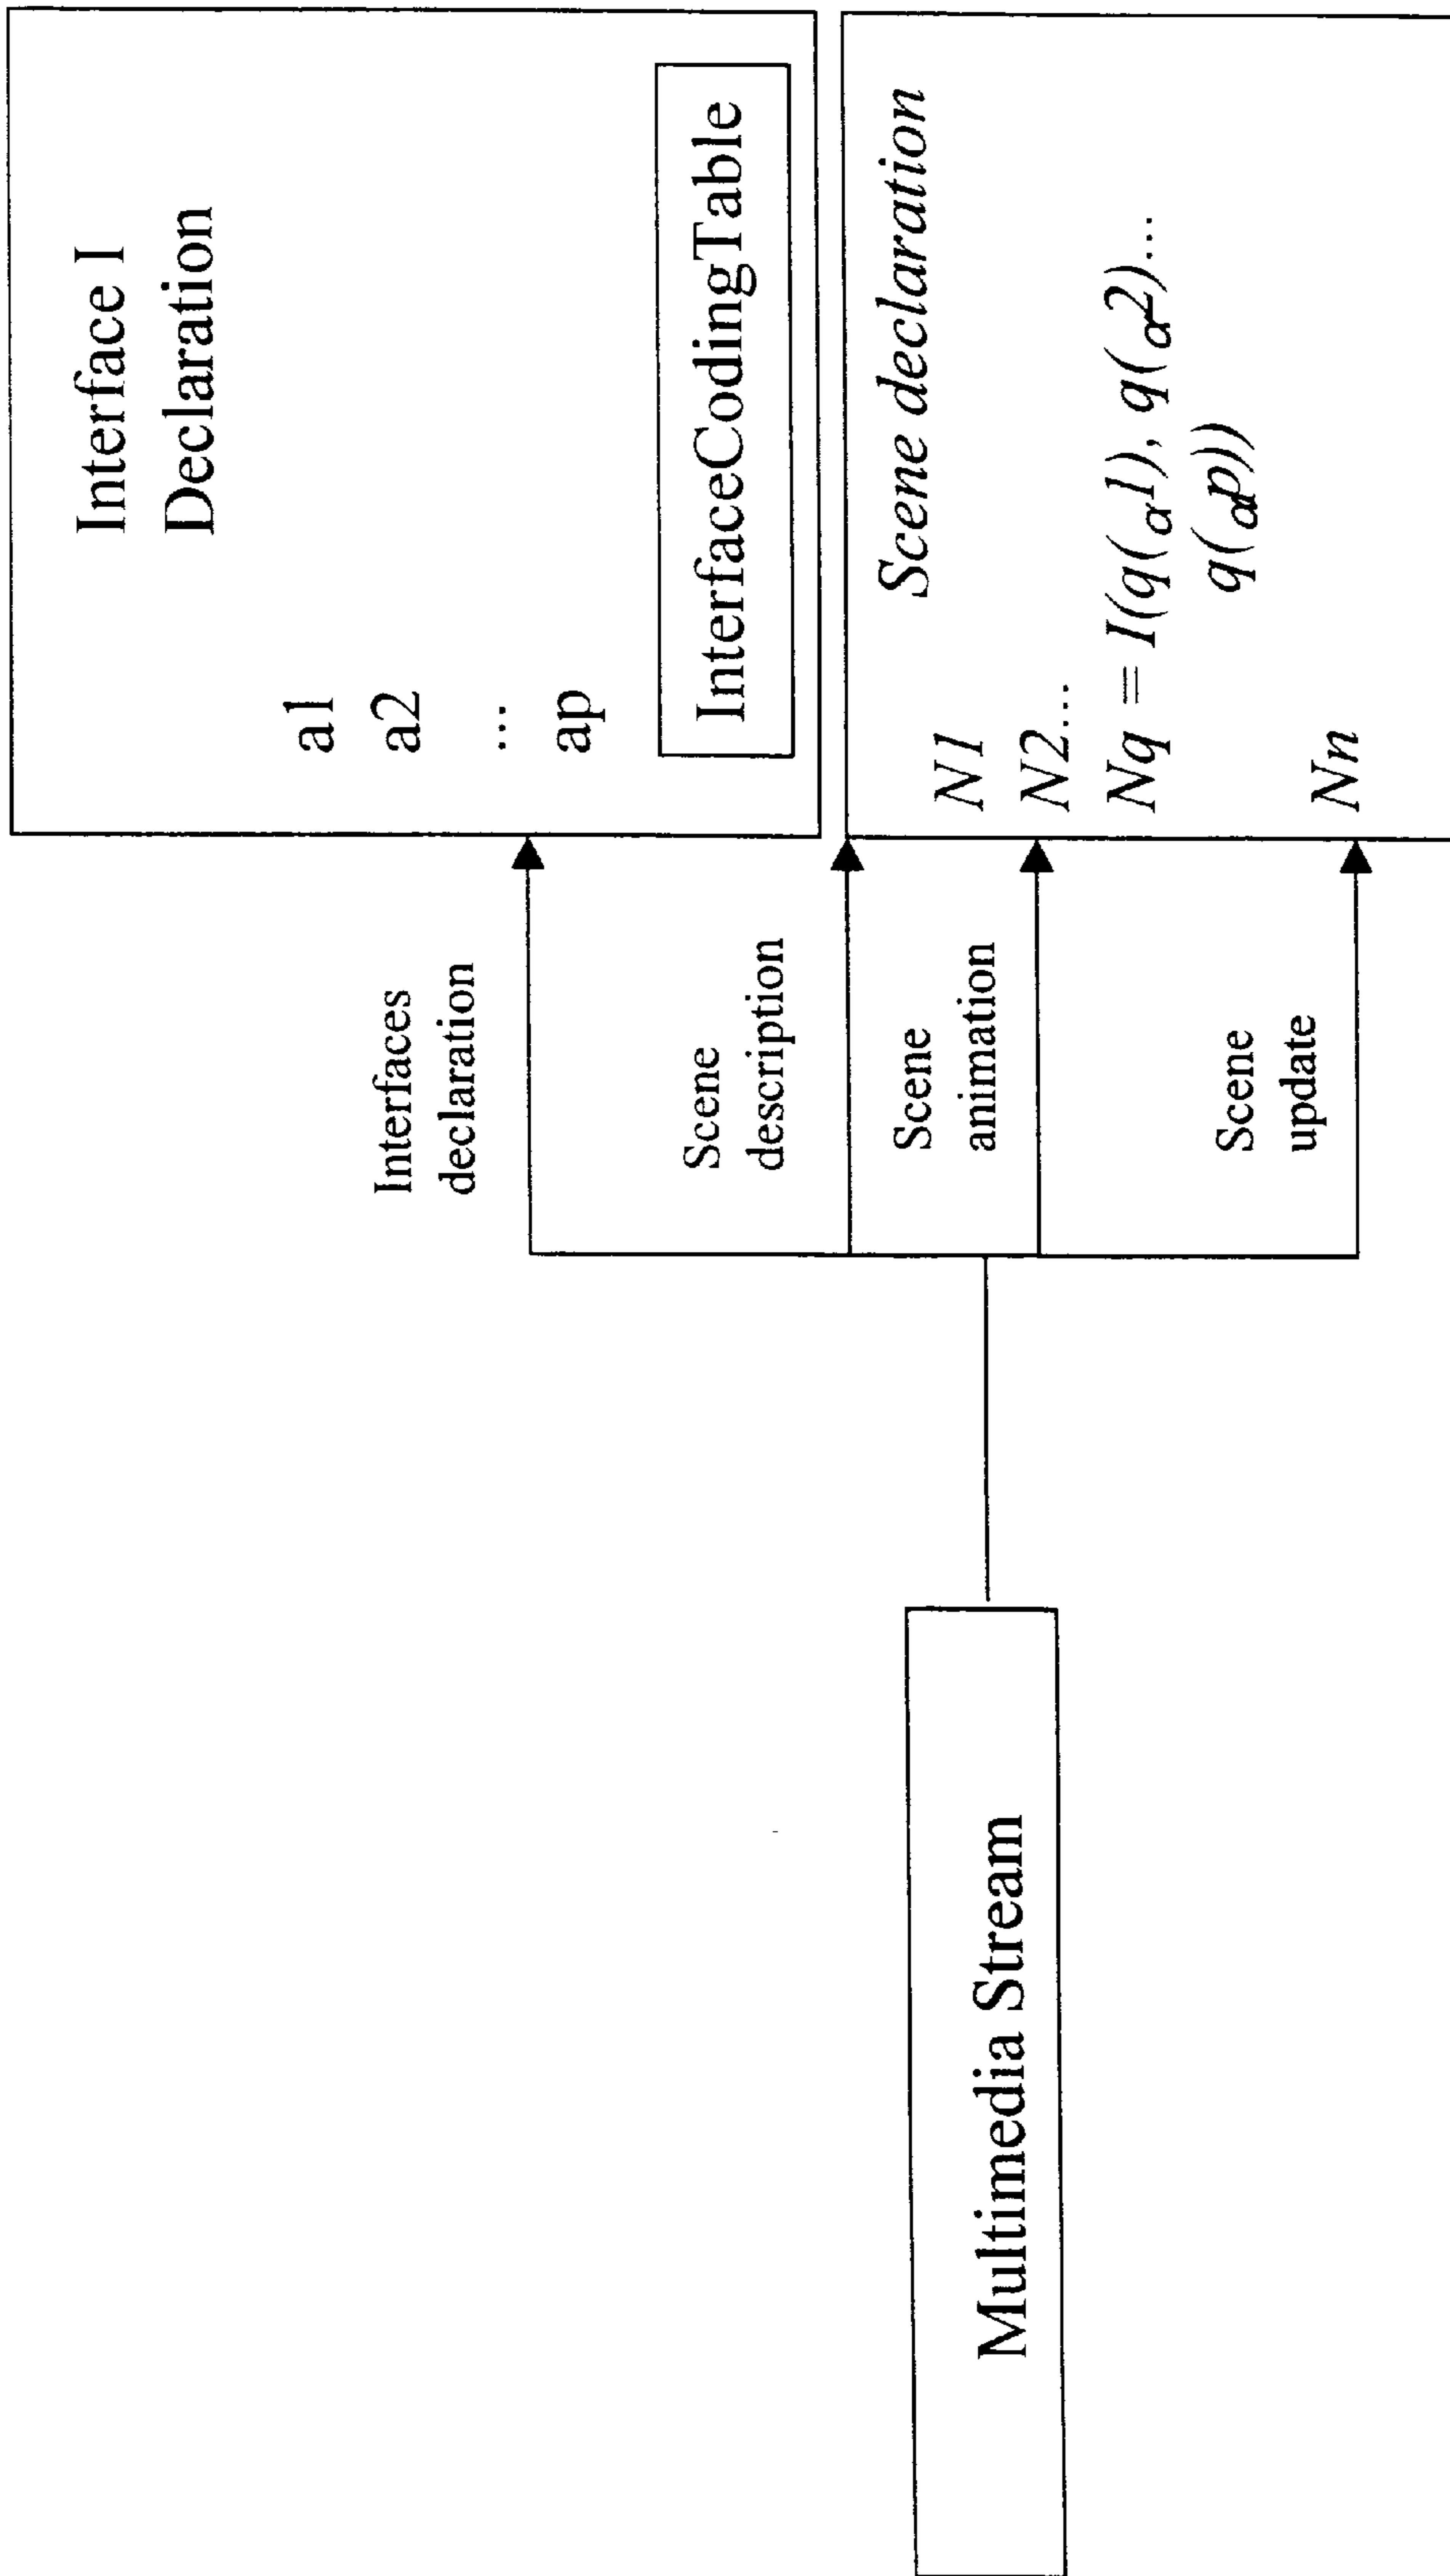 Multimedia Stream
Interfaces
declaration
Scene
description
Scene
animation
Scene
update
Interface I
Declaration
a1
a2
...
ap
InterfaceCodingTable
Scene declaration
N1
N2...
Nq = I(q(α1), q(α2)...
q(αp))
Nn